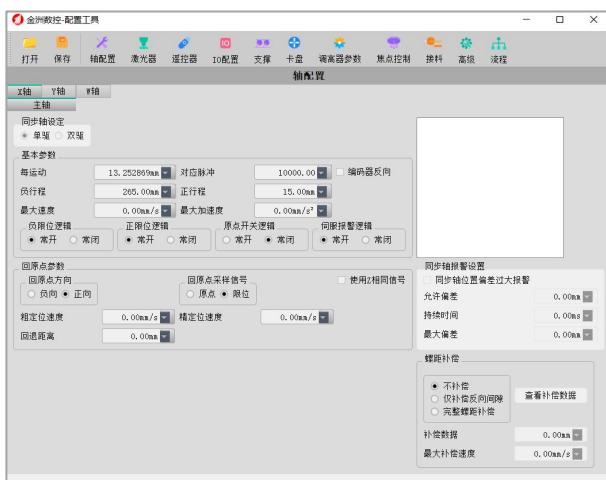 金洲数控-配置工具
打开 保存 轴配置 激光器 遥控器 IO配置 支撑 卡盘 调高器参数 焦点控制 接料 高级 流程
轴配置
X轴 Y轴 W轴
主轴
同步轴设定
单驱 双驱
基本参数
每运动 13.252869mm 对应脉冲 10000.00 编码器反向
负行程 265.00mm 正行程 15.00mm
最大速度 0.00mm/s 最大加速度 0.00mm/s²
负限位逻辑 正限位逻辑 原点开关逻辑 伺服报警逻辑
常开 常闭 常开 常闭 常开 常闭 常开 常闭
回原点参数
回原点方向 回原点采样信号 使用Z相同信号
负向 正向 原点 限位
粗定位速度 0.00mm/s 精定位速度 0.00mm/s
回退距离 0.00mm
同步轴报警设置
同步轴位置偏差过大报警
允许偏差 0.00mm
持续时间 0.00ms
最大偏差 0.00mm
螺距补偿
不补偿
仅补偿反向间隙 查看补偿数据
完整螺距补偿
补偿数据 0.00mm
最大补偿速度 0.00mm/s